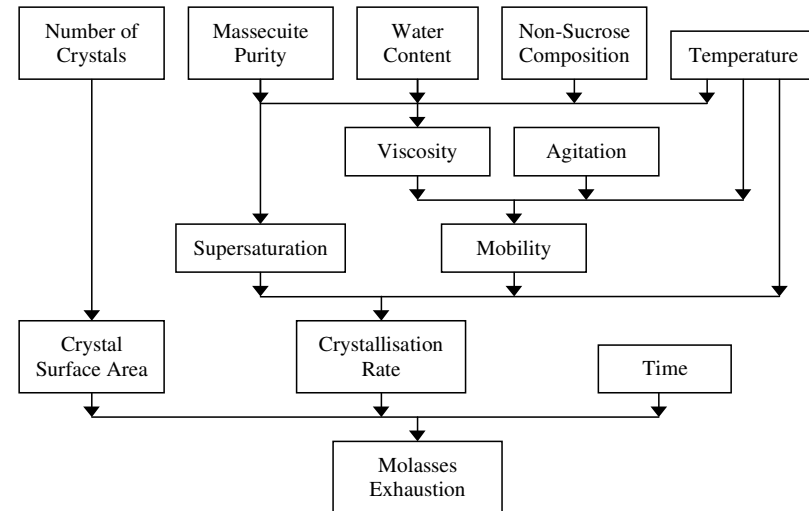 Number of
Crystals
Massecuite
Purity
Water
Content
Non-Sucrose
Composition
Temperature
Viscosity
Agitation
Supersaturation
Mobility
Crystal
Surface Area
Crystallisation
Rate
Time
Molasses
Exhaustion